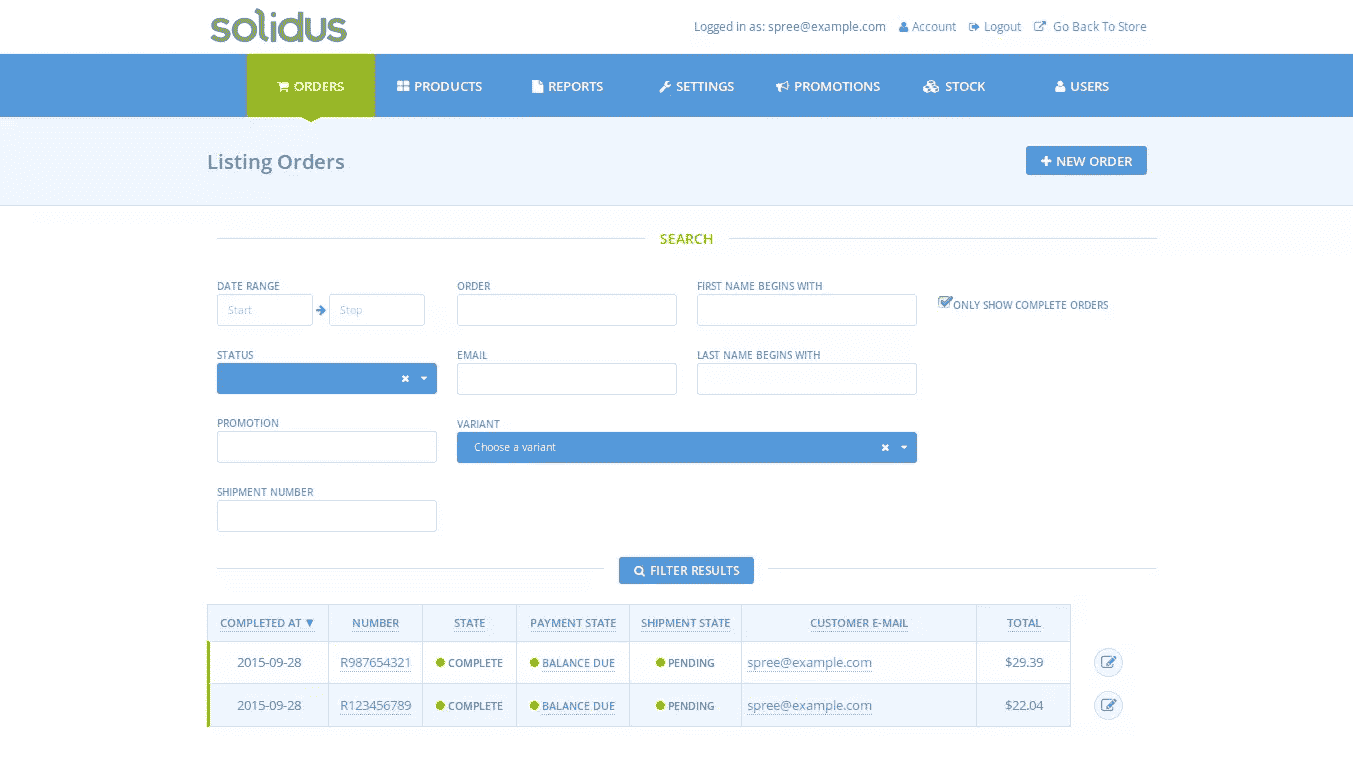 solidus
Logged in as: spree@example.com Account Logout Go Back To Store
ORDERS PRODUCTS REPORTS SETTINGS PROMOTIONS STOCK USERS
Listing Orders
NEW ORDER
SEARCH
DATE RANGE ORDER FIRST NAME BEGINS WITH
Start Stop ONLY SHOW COMPLETE ORDERS
STATUS EMAIL LAST NAME BEGINS WITH
PROMOTION VARIANT
Choose a variant
SHIPMENT NUMBER
FILTER RESULTS
COMPLETED AT ▼ NUMBER STATE PAYMENT STATE SHIPMENT STATE CUSTOMER E-MAIL TOTAL
2015-09-28 R987654321 COMPLETE BALANCE DUE PENDING spree@example.com $29.39
2015-09-28 R123456789 COMPLETE BALANCE DUE PENDING spree@example.com $22.04